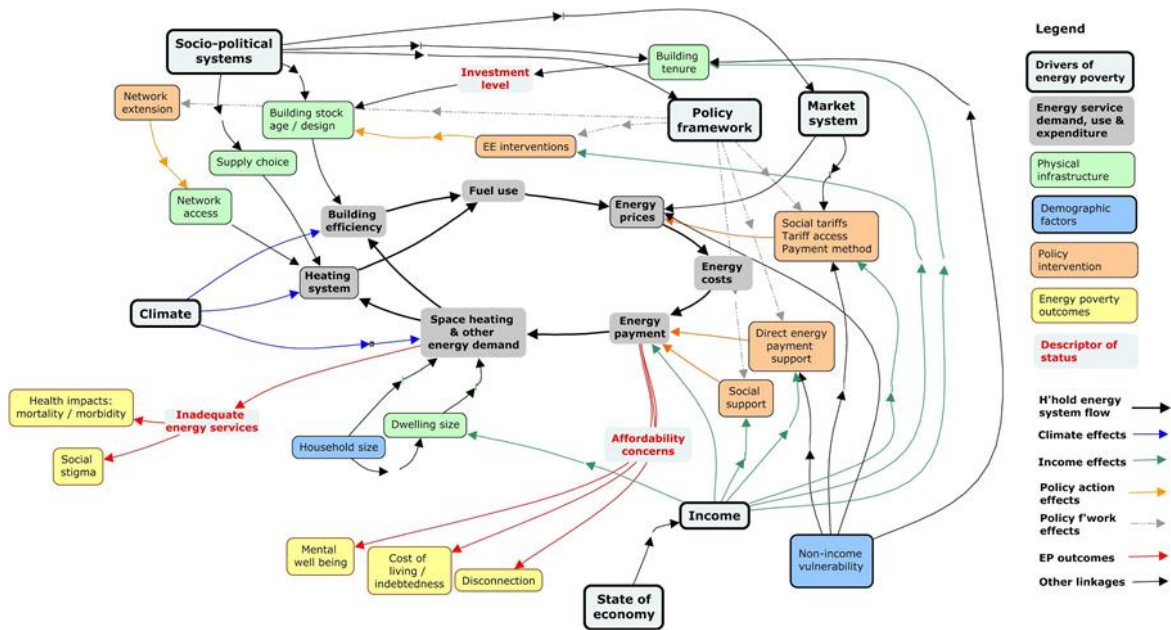 Socio-political
systems
Network
extension
Building stock
age / design
Investment
level
Building
tenure
Policy
framework
Market
system
EE interventions
Supply choice
Network
access
Building
efficiency
Fuel use
Energy
prices
Social tariffs
Tariff access
Payment method
Heating
system
Energy
costs
Climate
Space heating
& other
energy demand
Energy
payment
Direct energy
payment
support
Social
support
Health impacts:
mortality / morbidity
Inadequate
energy services
Social
stigma
Household size
Dwelling size
Affordability
concerns
Income
Mental
well being
Cost of
living /
indebtedness
Disconnection
State of
economy
Non-income
vulnerability
Legend
Drivers of
energy poverty
Energy service
demand, use &
expenditure
Physical
infrastructure
Demographic
factors
Policy
intervention
Energy poverty
outcomes
Descriptor of
status
H'hold energy
system flow
Climate effects
Income effects
Policy action
effects
Policy f'work
effects
EP outcomes
Other linkages